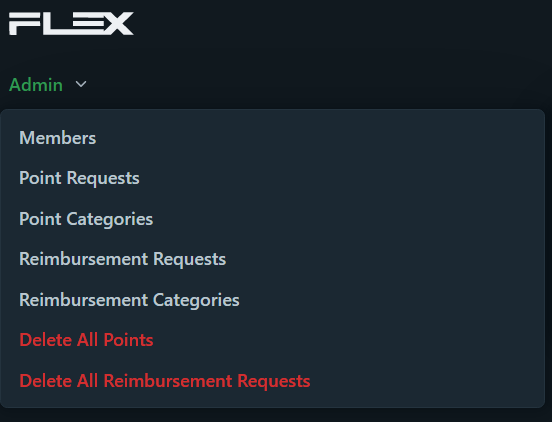 FLEX
Admin
Members
Point Requests
Point Categories
Reimbursement Requests
Reimbursement Categories
Delete All Points
Delete All Reimbursement Requests